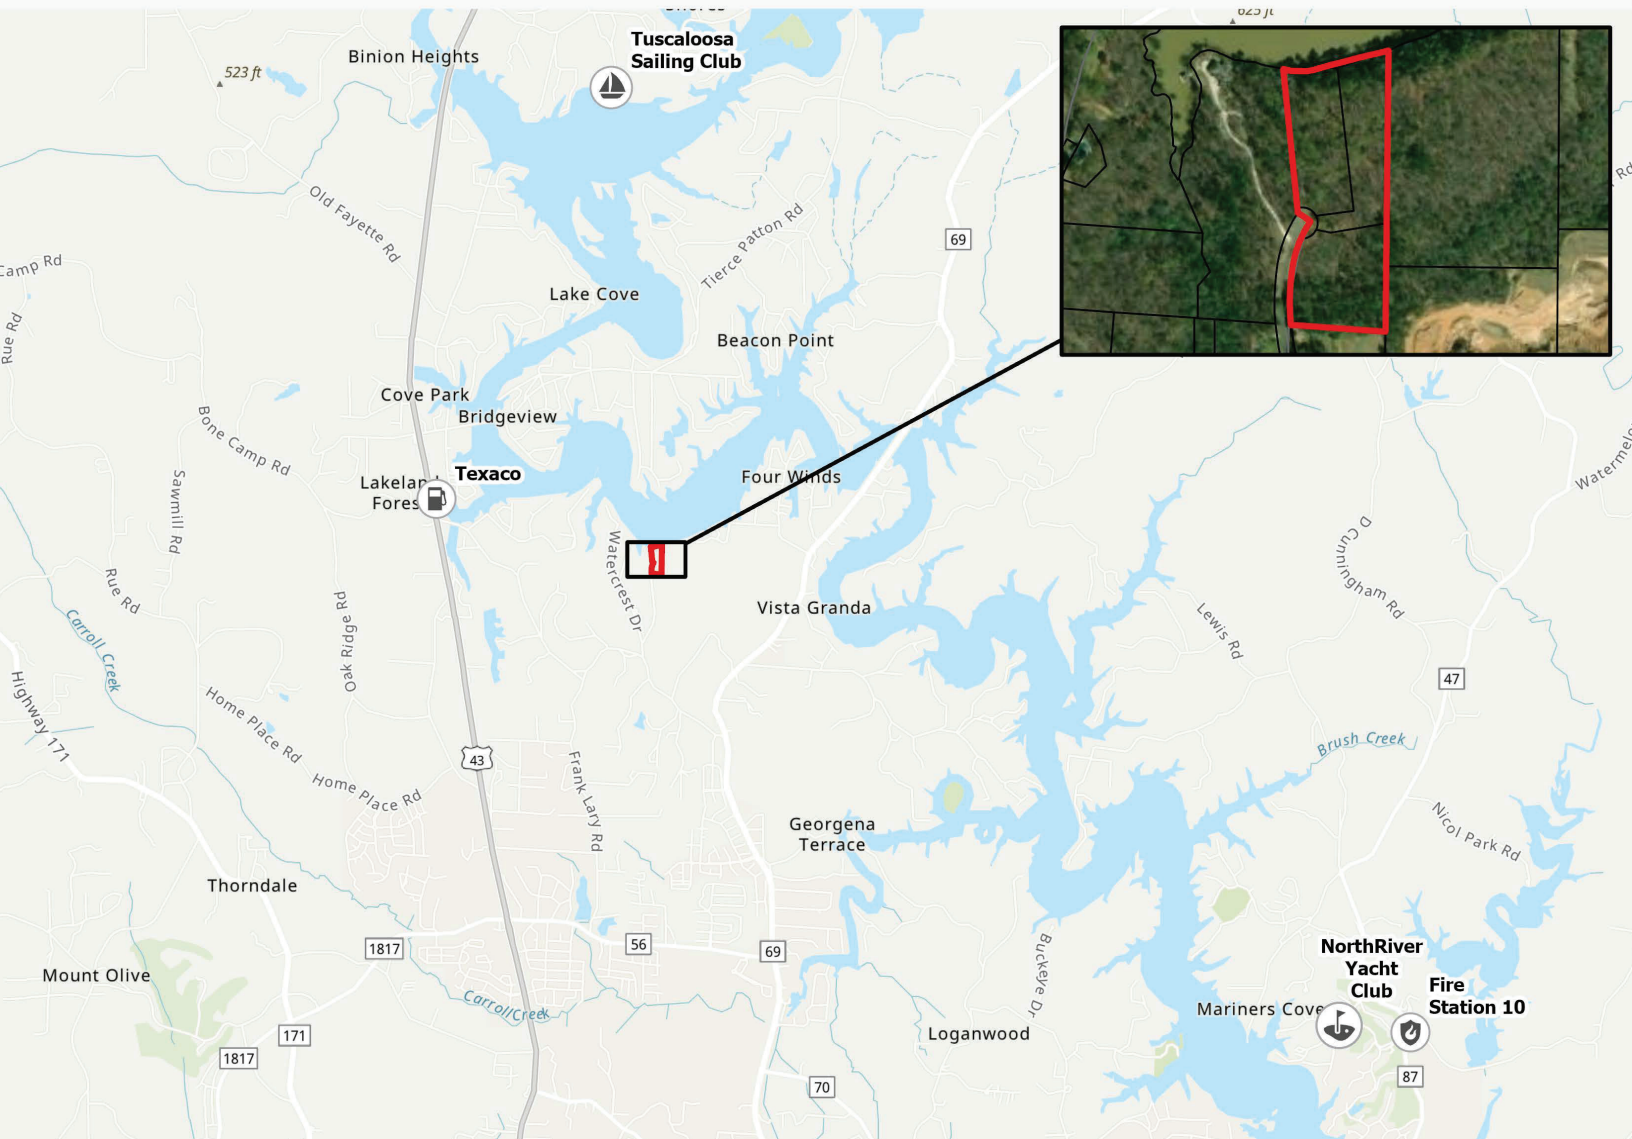 Shores
625 ft
Tuscaloosa
Sailing Club
Binion Heights
523 ft
Old Fayette Rd
Tierce Patton Rd
69
Rd
Camp Rd
Lake Cove
Rue Rd
Beacon Point
Cove Park
Bridgeview
Bone Camp Rd
Sawmill Rd
Texaco
Four Winds
Lakeland
Fores
Watercrest Dr
D Cunningham Rd
Rue Rd
Oak Ridge Rd
Vista Granda
Lewis Rd
Carroll Creek
Highway 171
47
Home Place Rd
Home Place Rd
43
Frank Lary Rd
Brush Creek
Nicol Park Rd
Georgena
Terrace
Thorndale
1817
56
69
Buckeye Dr
NorthRiver
Yacht
Club
Fire
Station 10
Mount Olive
Carroll Creek
Mariners Cove
171
1817
Loganwood
70
87